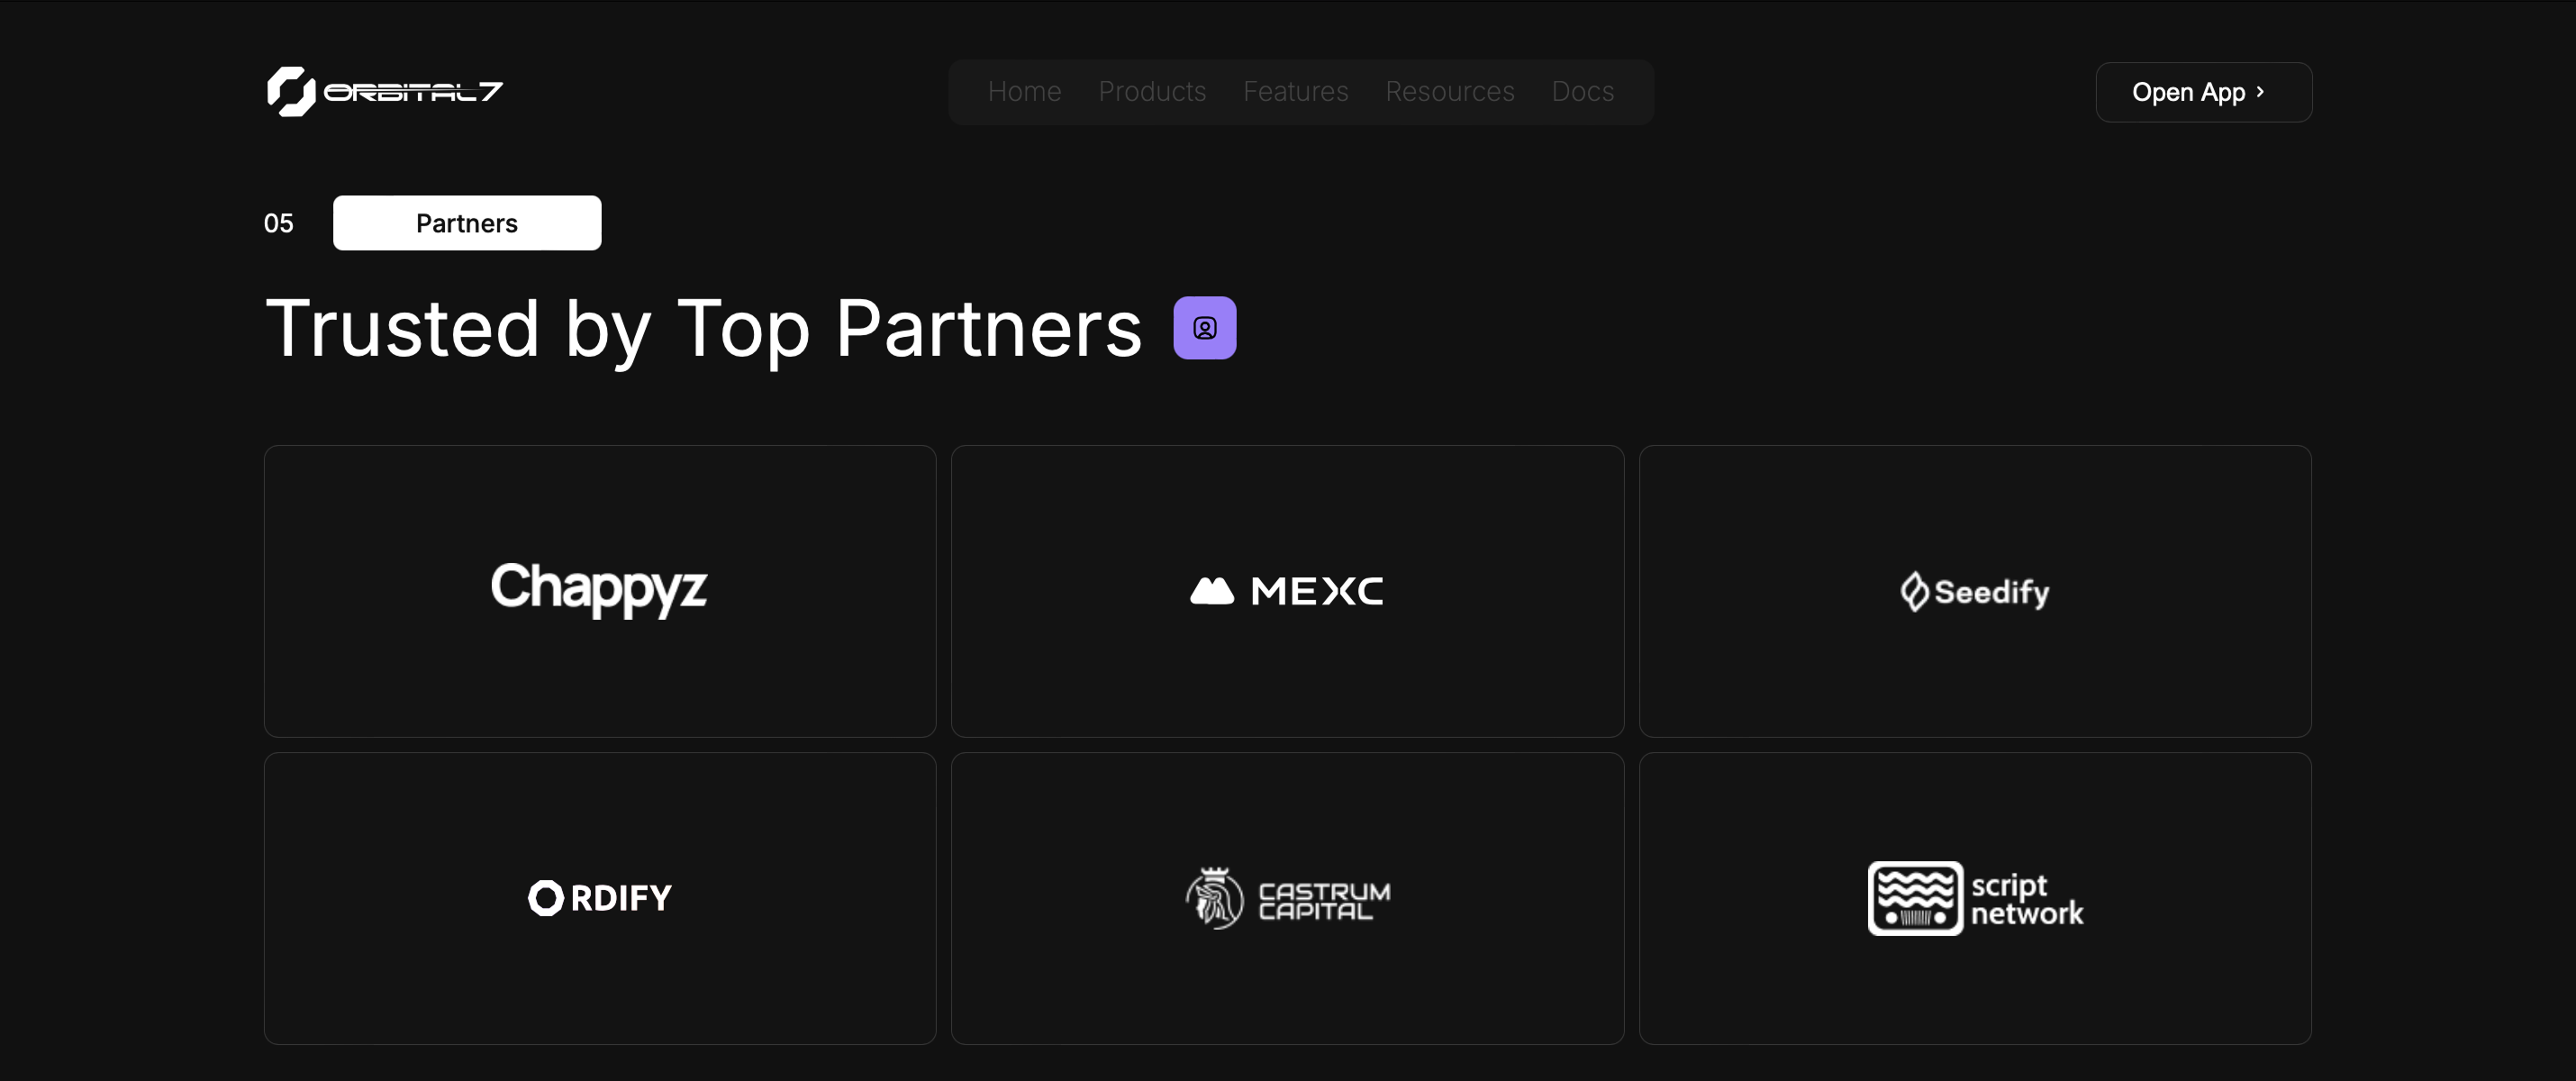 ORBITAL7
Home Products Features Resources Docs
Open App
05 Partners
Trusted by Top Partners
Chappyz
MEXC
Seedify
RDIFY
CASTRUM
CAPITAL
script
network